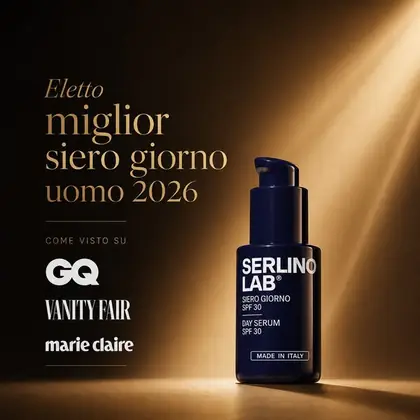 Eletto
miglior
siero giorno
uomo 2026
COME VISTO SU
GQ
VANITY FAIR
marie claire
SERLINO
LAB®
SIERO GIORNO
SPF 30
DAY SERUM
SPF 30
MADE IN ITALY